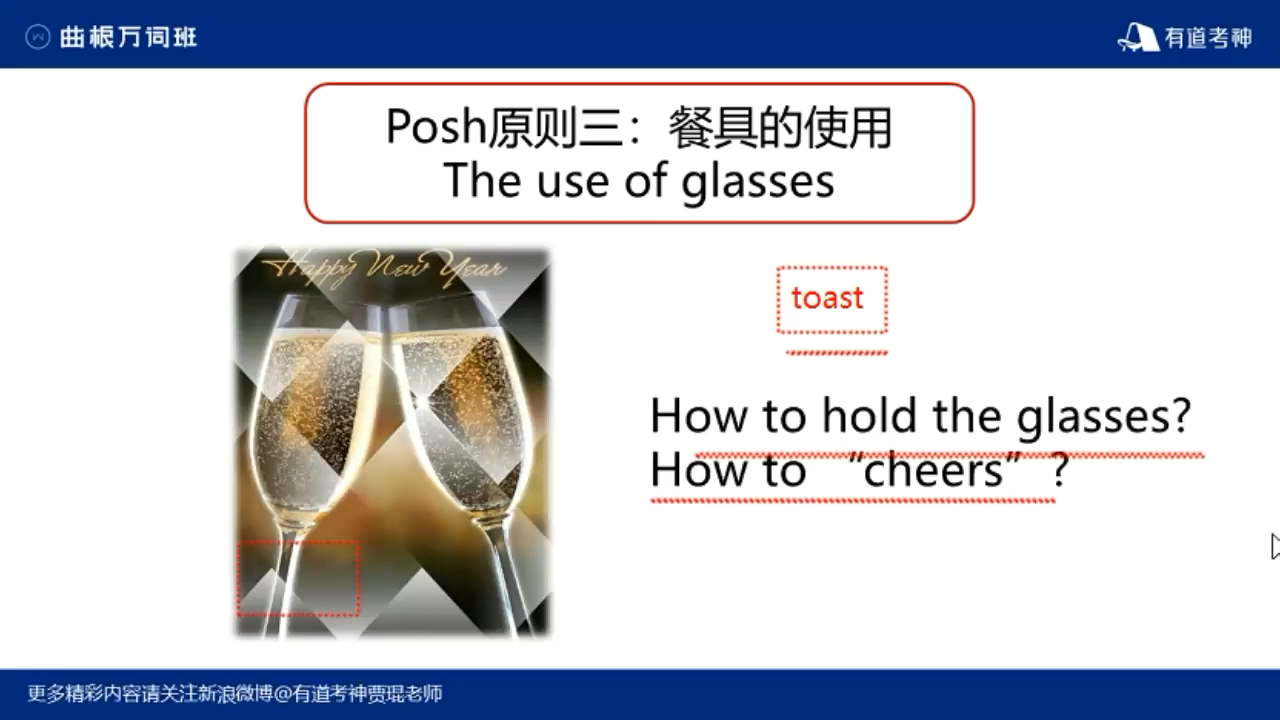 曲根万词班
有道考神
Posh原则三：餐具的使用
The use of glasses
Happy New Year
toast
How to hold the glasses?
How to “cheers”?
更多精彩内容请关注新浪微博@有道考神贾琨老师